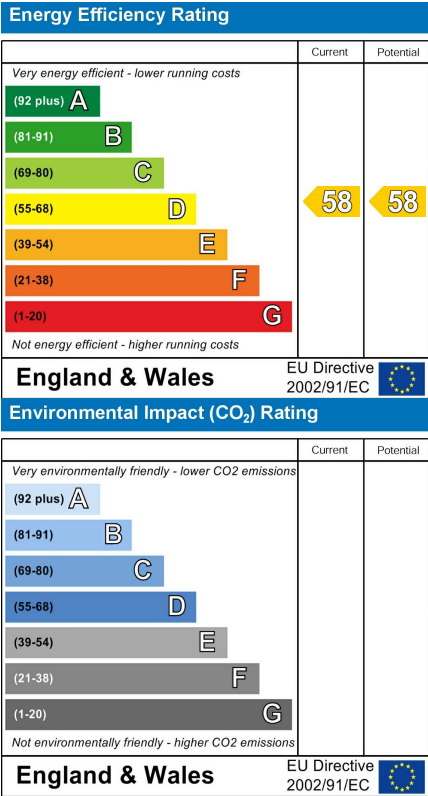 Energy Efficiency Rating
Current Potential
Very energy efficient - lower running costs
(92 plus) A
(81-91) B
(69-80) C
(55-68) D 58 58
(39-54) E
(21-38) F
(1-20) G
Not energy efficient - higher running costs
England & Wales
EU Directive
2002/91/EC
Environmental Impact (CO₂) Rating
Current Potential
Very environmentally friendly - lower CO2 emissions
(92 plus) A
(81-91) B
(69-80) C
(55-68) D
(39-54) E
(21-38) F
(1-20) G
Not environmentally friendly - higher CO2 emissions
England & Wales
EU Directive
2002/91/EC